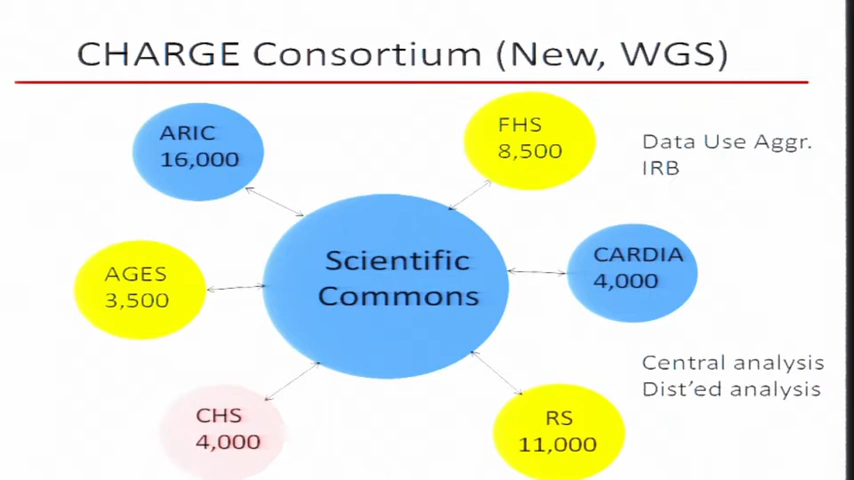 CHARGE Consortium (New, WGS)
ARIC
16,000
FHS
8,500
Data Use Aggr.
IRB
Scientific
Commons
CARDIA
4,000
AGES
3,500
Central analysis
Dist'ed analysis
CHS
4,000
RS
11,000